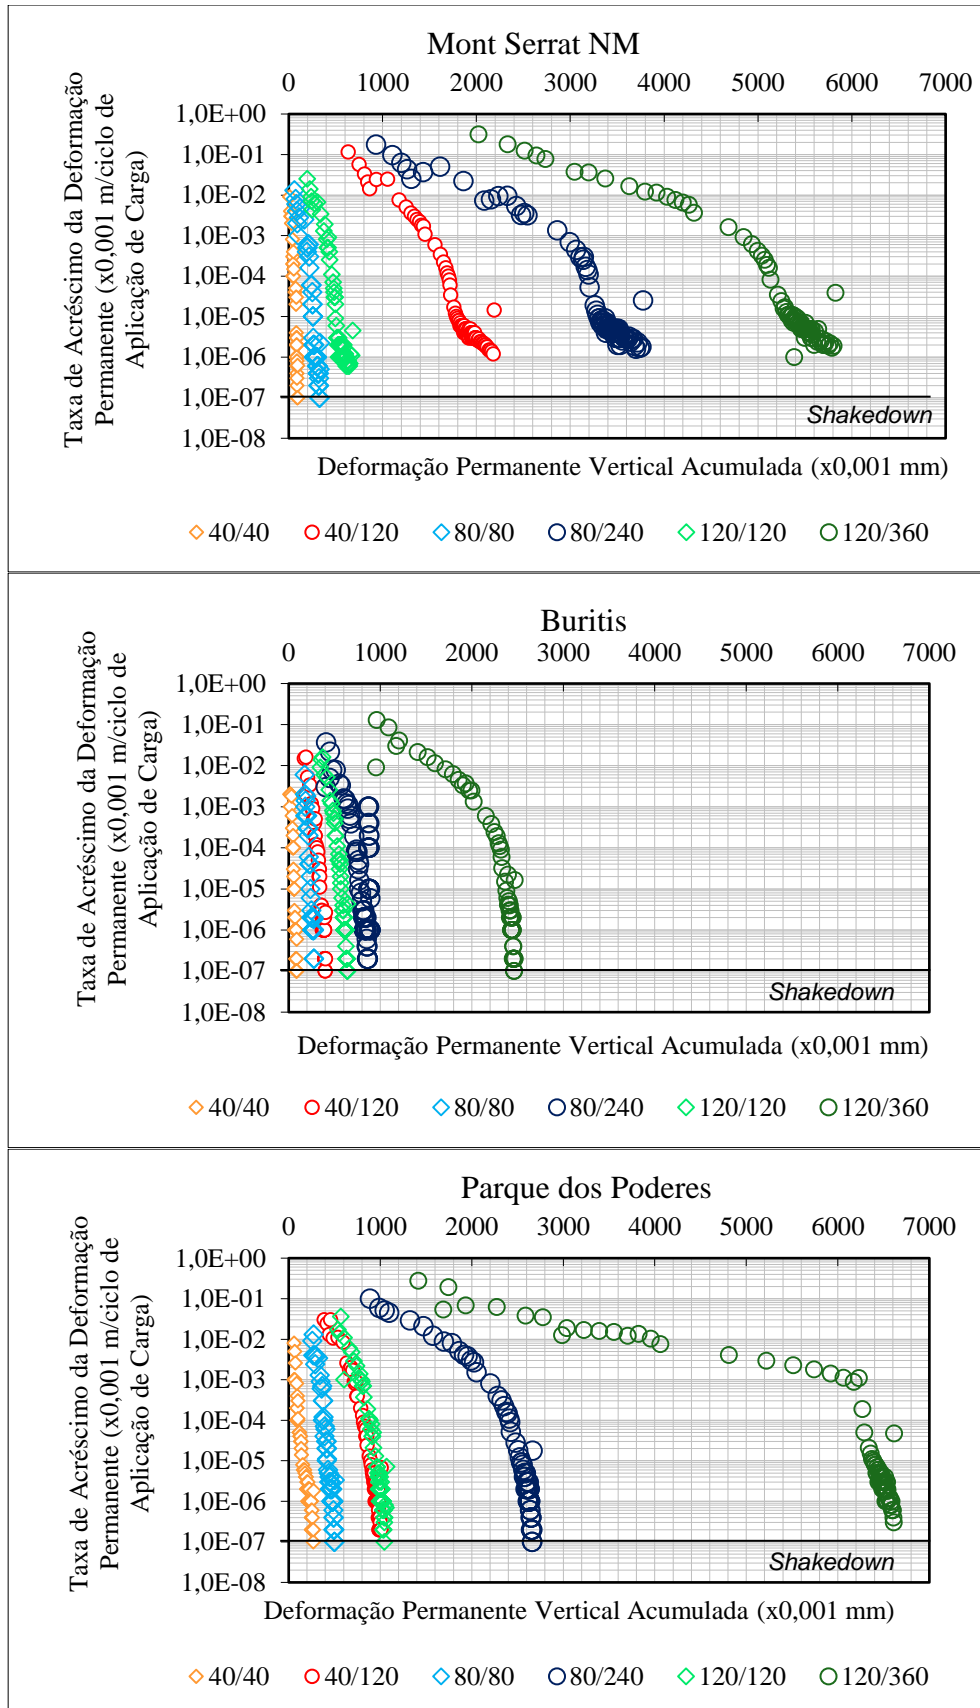 Mont Serrat NM
0 1000 2000 3000 4000 5000 6000 7000
Taxa de Acréscimo da Deformação
Permanente (x0,001 m/ciclo de
Aplicação de Carga)
1,0E+00
1,0E-01
1,0E-02
1,0E-03
1,0E-04
1,0E-05
1,0E-06
1,0E-07
1,0E-08
Shakedown
Deformação Permanente Vertical Acumulada (x0,001 mm)
40/40 40/120 80/80 80/240 120/120 120/360
Buritis
0 1000 2000 3000 4000 5000 6000 7000
Taxa de Acréscimo da Deformação
Permanente (x0,001 m/ciclo de
Aplicação de Carga)
1,0E+00
1,0E-01
1,0E-02
1,0E-03
1,0E-04
1,0E-05
1,0E-06
1,0E-07
1,0E-08
Shakedown
Deformação Permanente Vertical Acumulada (x0,001 mm)
40/40 40/120 80/80 80/240 120/120 120/360
Parque dos Poderes
0 1000 2000 3000 4000 5000 6000 7000
Taxa de Acréscimo da Deformação
Permanente (x0,001 m/ciclo de
Aplicação de Carga)
1,0E+00
1,0E-01
1,0E-02
1,0E-03
1,0E-04
1,0E-05
1,0E-06
1,0E-07
1,0E-08
Shakedown
Deformação Permanente Vertical Acumulada (x0,001 mm)
40/40 40/120 80/80 80/240 120/120 120/360